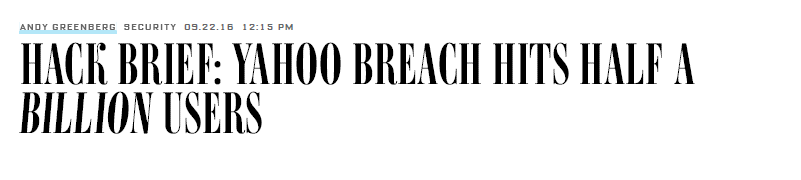 ANDY GREENBERG SECURITY 09.22.16 12:15 PM
HACK BRIEF: YAHOO BREACH HITS HALF A
BILLION USERS